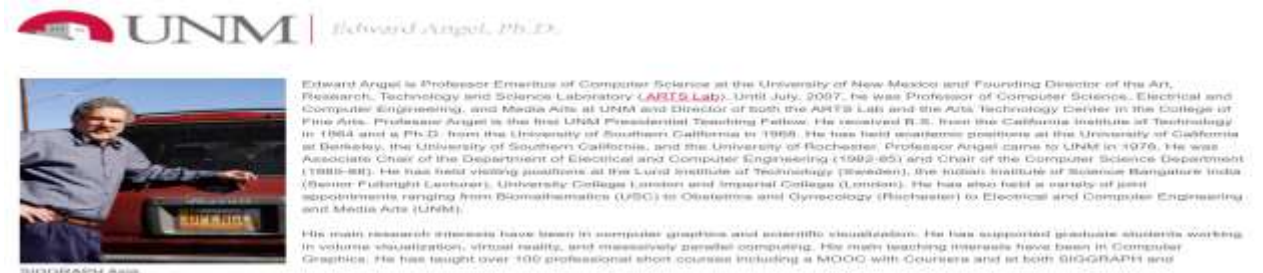 UNM
Edward Angel, Ph.D.
Edward Angel is Professor Emeritus of Computer Science at the University of New Mexico and Founding Director of the Art,
Research, Technology and Science Laboratory (ARTS Lab). Until July, 2007, he was Professor of Computer Science, Electrical and
Computer Engineering, and Media Arts at UNM and Director of both the ARTS Lab and the Arts Technology Center in the College of
Fine Arts. Professor Angel is the first UNM Presidential Teaching Fellow. He received B.S. from the California Institute of Technology
in 1964 and a Ph.D. from the University of Southern California in 1968. He has held academic positions at the University of California
at Berkeley, the University of Southern California, and the University of Rochester. Professor Angel came to UNM in 1978. He was
Associate Chair of the Department of Electrical and Computer Engineering (1982-85) and Chair of the Computer Science Department
(1985-88). He has held visiting positions at the Lund Institute of Technology (Sweden), the Indian Institute of Science Bangalore India
(Senior Fulbright Lecturer), University College London and Imperial College (London). He has also held a variety of joint
appointments ranging from Biomathematics (USC) to Obstetrics and Gynecology (Rochester) to Electrical and Computer Engineering
and Media Arts (UNM).
His main research interests have been in computer graphics and scientific visualization. He has supported graduate students working
in volume visualization, virtual reality, and massively parallel computing. His main teaching interests have been in Computer
Graphics. He has taught over 100 professional short courses including a MOOC with Coursera and at both SIGGRAPH and
OPENGL
SIGGRAPH Asia